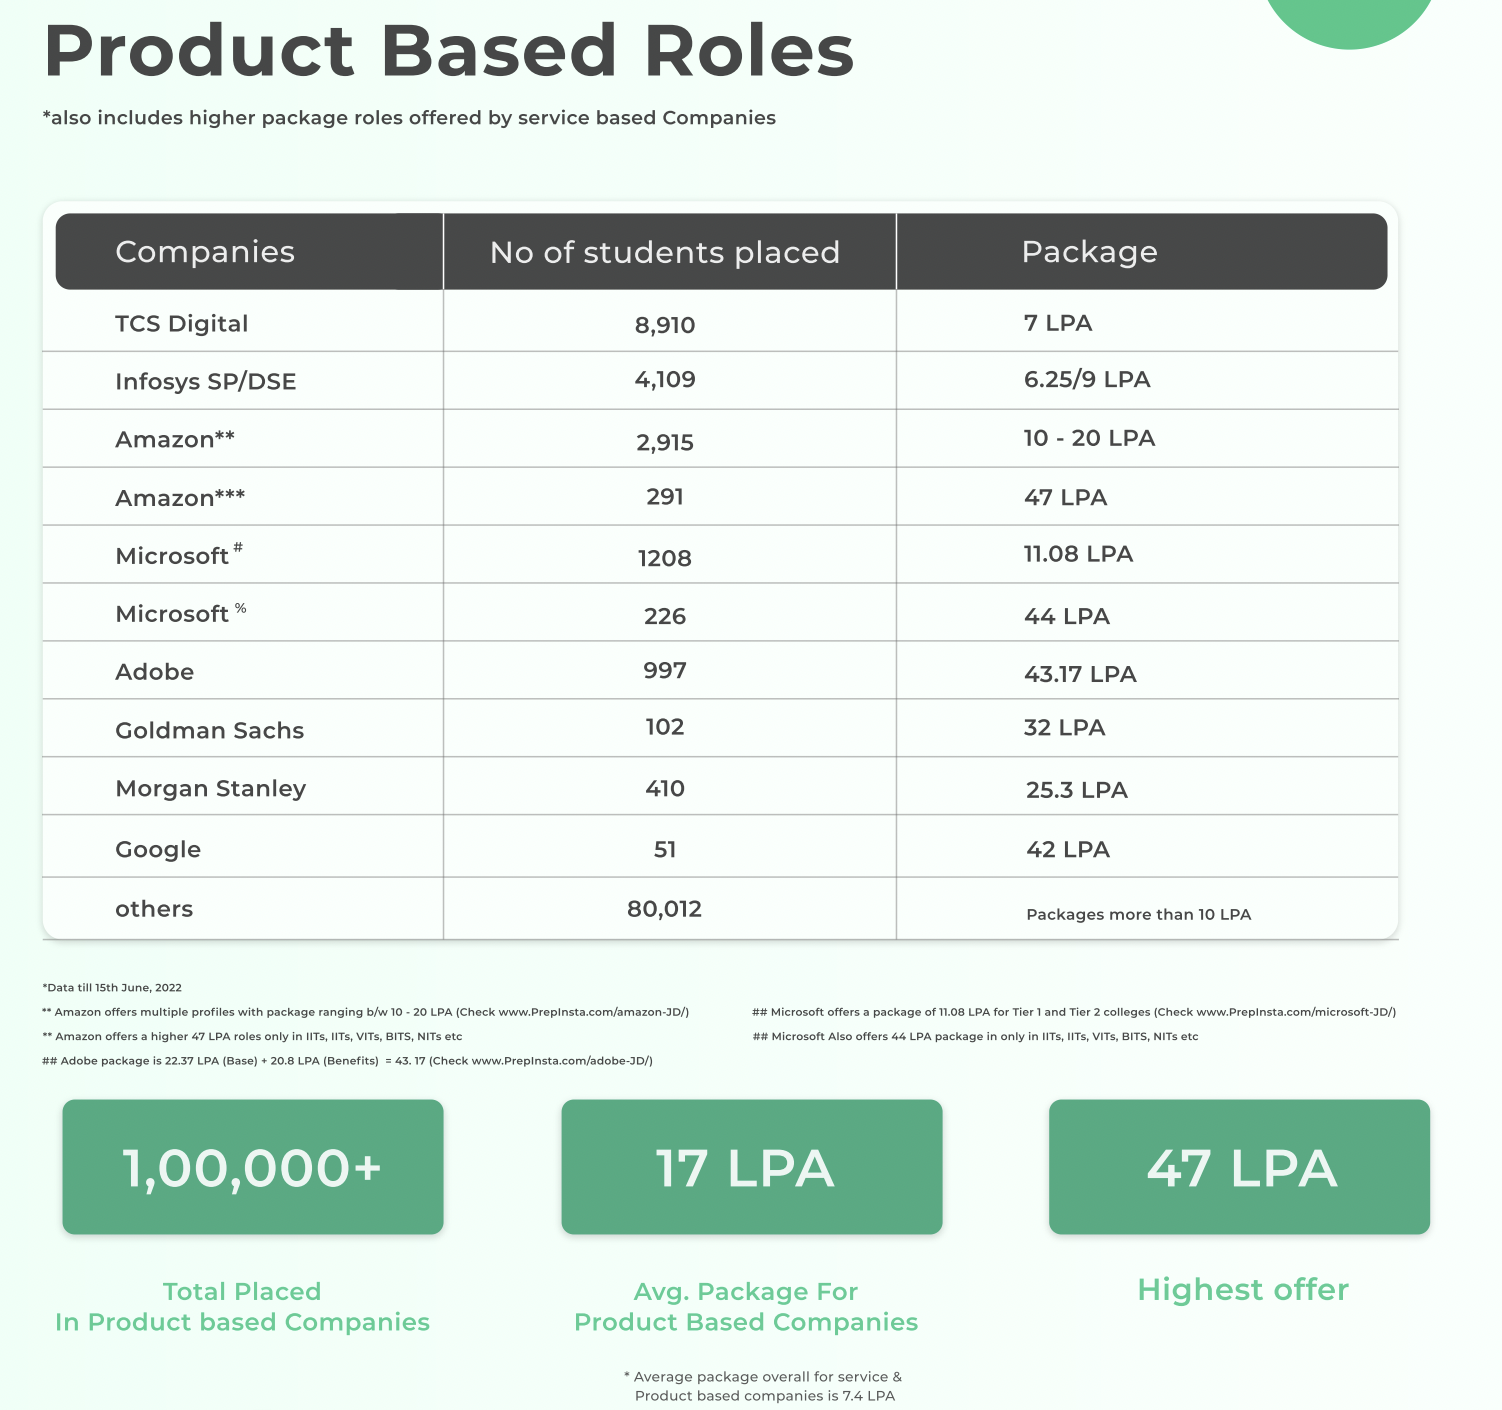 Product Based Roles
*also includes higher package roles offered by service based Companies
Companies No of students placed Package
TCS Digital 8,910 7 LPA
Infosys SP/DSE 4,109 6.25/9 LPA
Amazon** 2,915 10 - 20 LPA
Amazon*** 291 47 LPA
Microsoft # 1208 11.08 LPA
Microsoft % 226 44 LPA
Adobe 997 43.17 LPA
Goldman Sachs 102 32 LPA
Morgan Stanley 410 25.3 LPA
Google 51 42 LPA
others 80,012 Packages more than 10 LPA
*Data till 15th June, 2022
** Amazon offers multiple profiles with package ranging b/w 10 - 20 LPA (Check www.PrepInsta.com/amazon-JD/)
** Amazon offers a higher 47 LPA roles only in IITs, IITs, VITs, BITS, NITs etc
## Adobe package is 22.37 LPA (Base) + 20.8 LPA (Benefits)  = 43. 17 (Check www.PrepInsta.com/adobe-JD/)
## Microsoft offers a package of 11.08 LPA for Tier 1 and Tier 2 colleges (Check www.PrepInsta.com/microsoft-JD/)
## Microsoft Also offers 44 LPA package in only in IITs, IITs, VITs, BITS, NITs etc
1,00,000+
Total Placed
In Product based Companies
17 LPA
Avg. Package For
Product Based Companies
* Average package overall for service &
Product based companies is 7.4 LPA
47 LPA
Highest offer